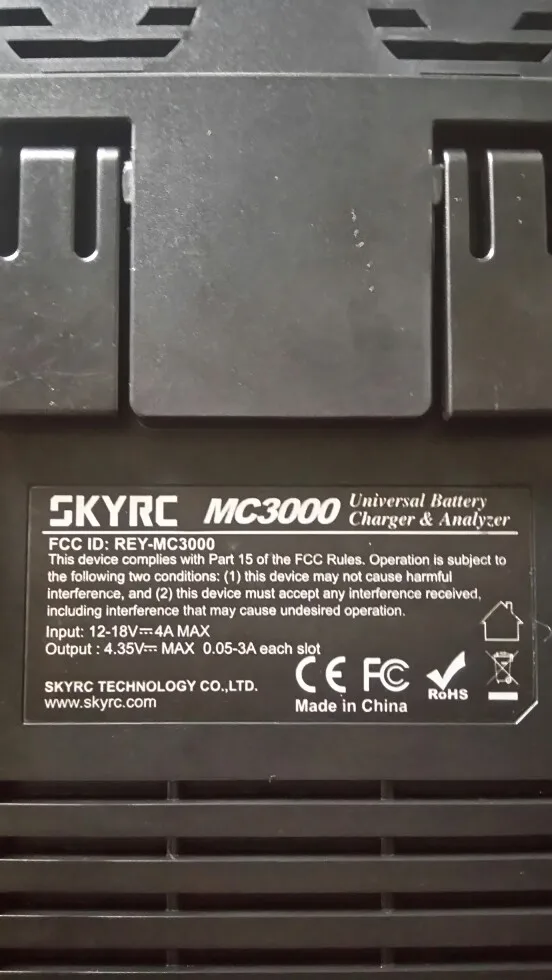 SKYRC MC3000 Universal Battery
Charger & Analyzer
FCC ID: REY-MC3000
This device complies with Part 15 of the FCC Rules. Operation is subject to
the following two conditions: (1) this device may not cause harmful
interference, and (2) this device must accept any interference received,
including interference that may cause undesired operation.
Input: 12-18V⎓4A MAX
Output : 4.35V⎓ MAX 0.05-3A each slot
CE FC RoHS
SKYRC TECHNOLOGY CO.,LTD.
www.skyrc.com
Made in China